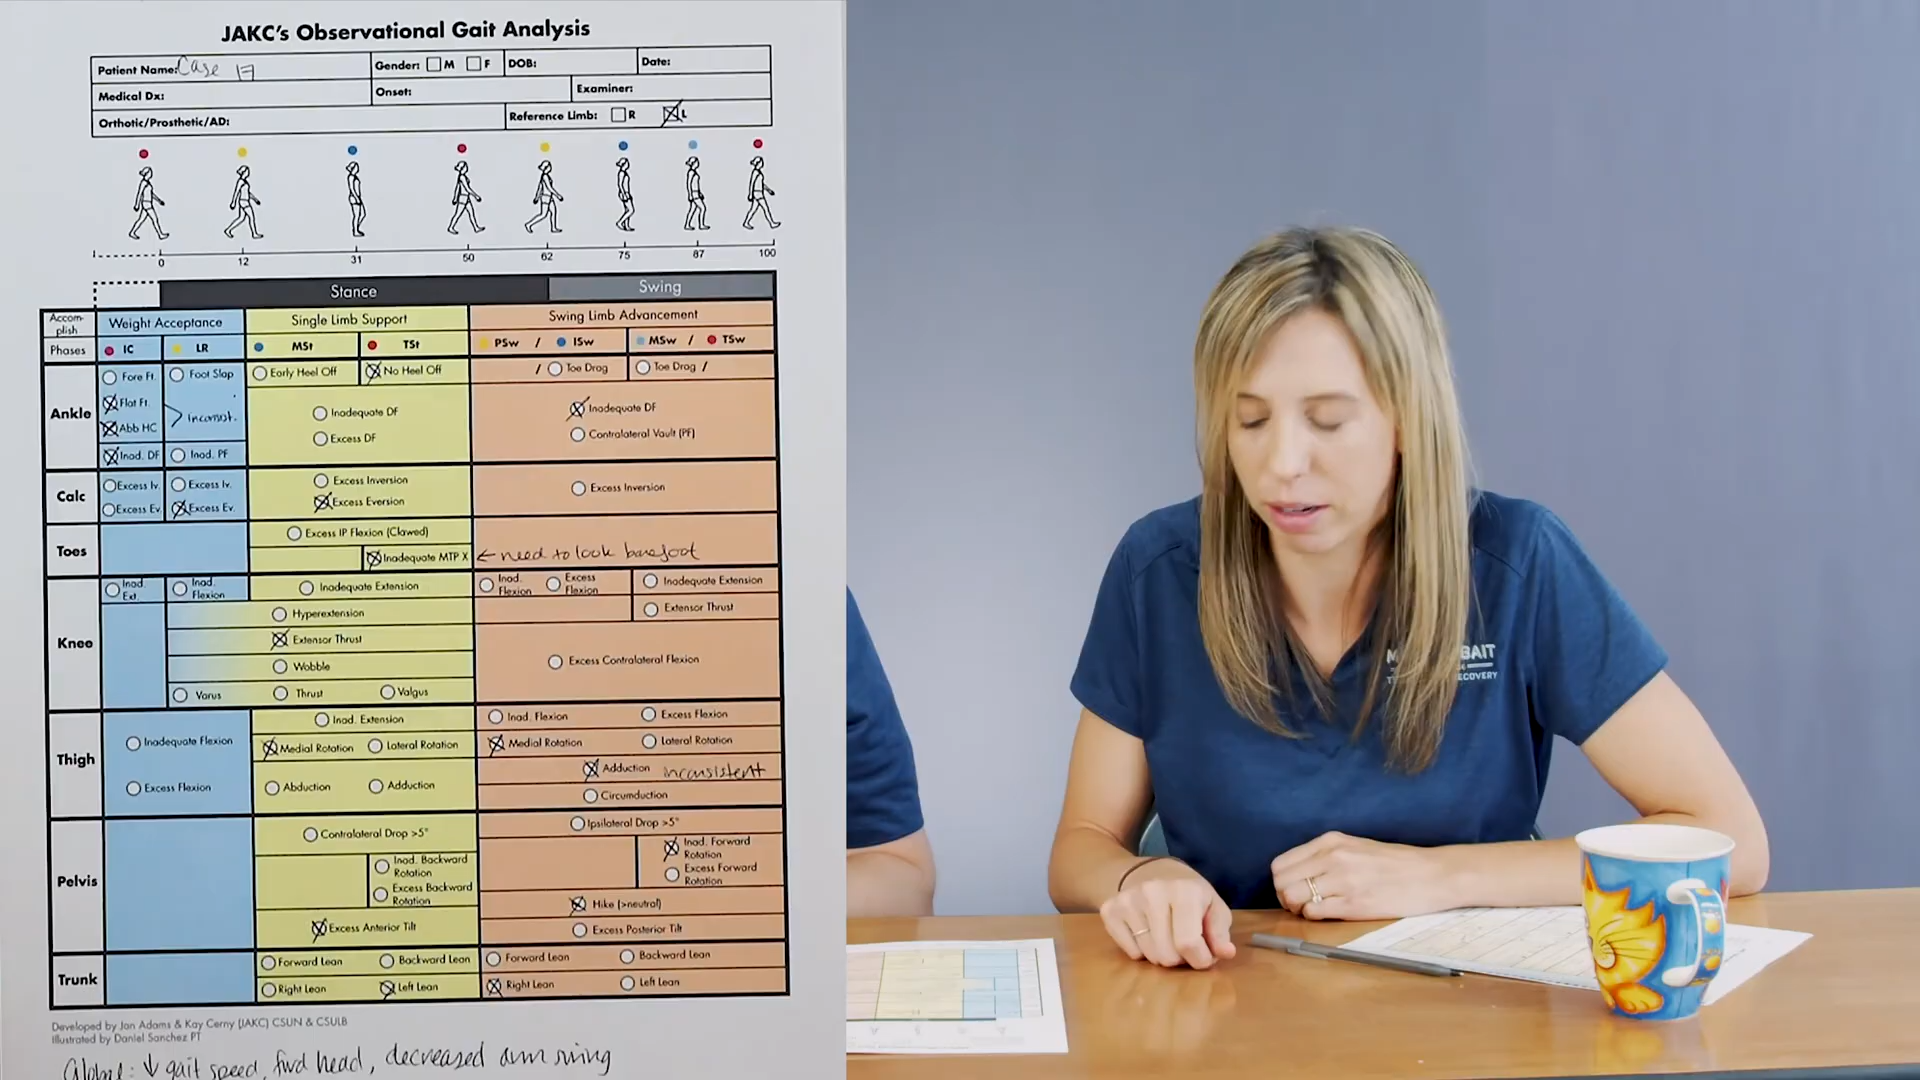 JAKC's Observational Gait Analysis
Patient Name: Case 17
Gender: M F
DOB:
Date:
Medical Dx:
Onset:
Examiner:
Orthotic/Prosthetic/AD:
Reference Limb: R L
0 12 31 50 62 75 87 100
Stance
Swing
Accom-
plish
Weight Acceptance
Single Limb Support
Swing Limb Advancement
Phases
IC
LR
MSt
TSt
PSw / ISw
MSw / TSw
Ankle
Fore Ft.
Flat Ft.
Abb HC
Inad. DF
Foot Slap
inconsist.
Inad. PF
Early Heel Off
No Heel Off
Inadequate DF
Excess DF
/ Toe Drag
Toe Drag /
Inadequate DF
Contralateral Vault (PF)
Calc
Excess Iv.
Excess Ev.
Excess Iv.
Excess Ev.
Excess Inversion
Excess Eversion
Excess Inversion
Toes
Excess IP Flexion (Clawed)
Inadequate MTP X
← need to look barefoot
Knee
Inad.
Ext.
Inad.
Flexion
Inadequate Extension
Hyperextension
Extensor Thrust
Wobble
Varus
Thrust
Valgus
Inad.
Flexion
Excess
Flexion
Inadequate Extension
Extensor Thrust
Excess Contralateral Flexion
Thigh
Inadequate Flexion
Excess Flexion
Inad. Extension
Medial Rotation
Lateral Rotation
Abduction
Adduction
Inad. Flexion
Excess Flexion
Medial Rotation
Lateral Rotation
Adduction inconsistent
Circumduction
Pelvis
Contralateral Drop >5°
Inad. Backward
Rotation
Excess Backward
Rotation
Excess Anterior Tilt
Ipsilateral Drop >5°
Inad. Forward
Rotation
Excess Forward
Rotation
Hike (>neutral)
Excess Posterior Tilt
Trunk
Forward Lean
Backward Lean
Right Lean
Left Lean
Forward Lean
Backward Lean
Right Lean
Left Lean
Developed by Jan Adams & Kay Cerny (JAKC) CSUN & CSULB
Illustrated by Daniel Sanchez PT
Global: ↓ gait speed, fwd head, decreased arm swing